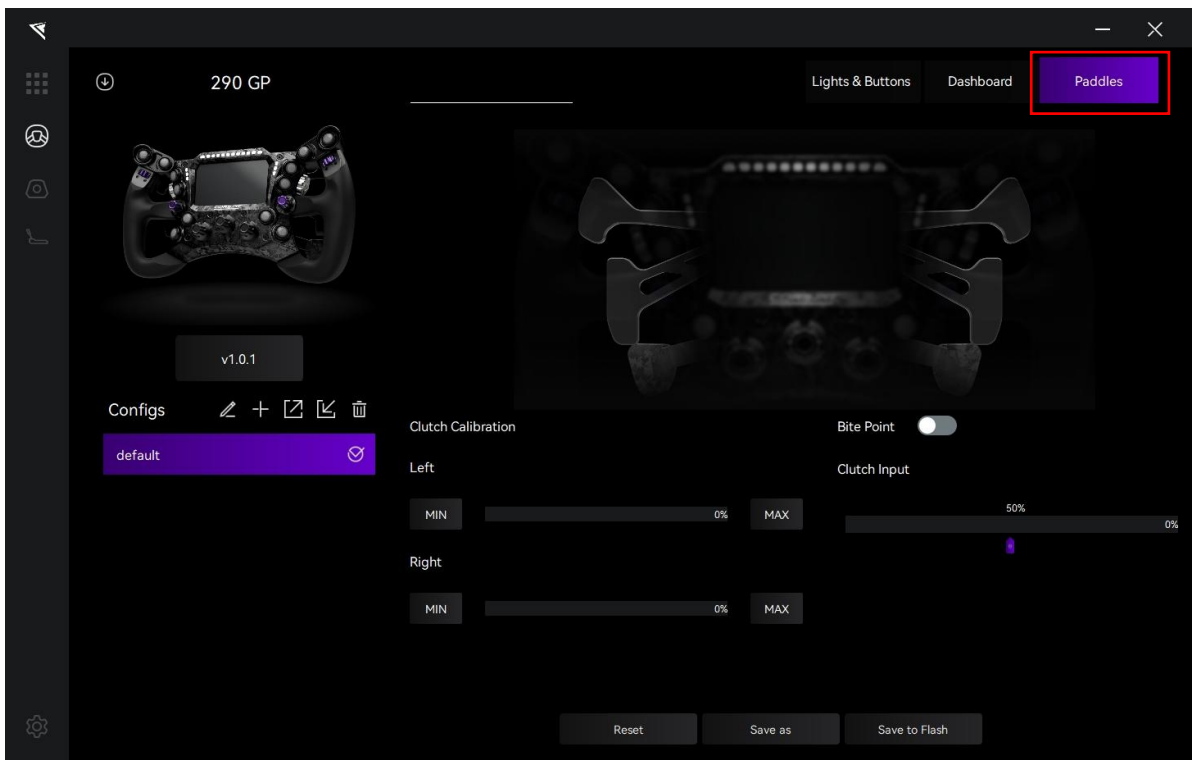 290 GP
Lights & Buttons
Dashboard
Paddles
v1.0.1
Configs
default
Clutch Calibration
Bite Point
Left
Clutch Input
MIN
0%
MAX
50%
0%
Right
MIN
0%
MAX
Reset
Save as
Save to Flash